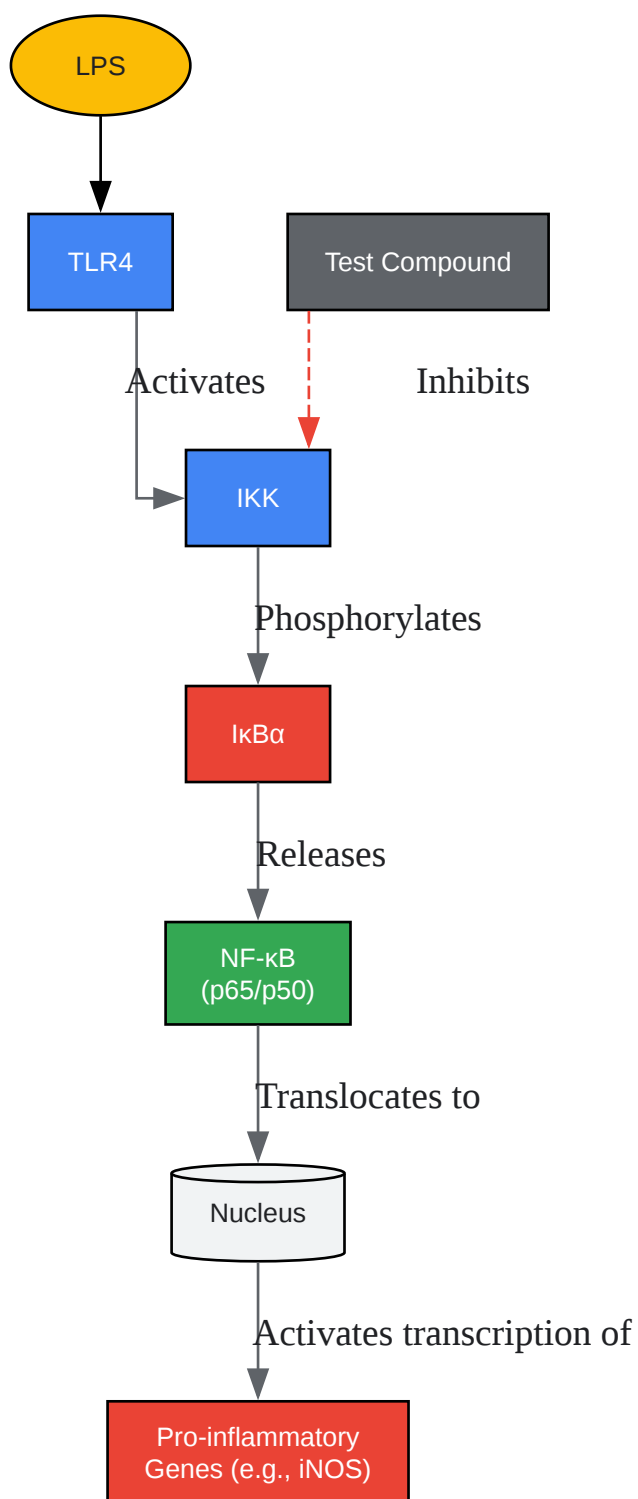 LPS
TLR4
Test Compound
Activates
Inhibits
IKK
Phosphorylates
IκBα
Releases
NF-κB
(p65/p50)
Translocates to
Nucleus
Activates transcription of
Pro-inflammatory
Genes (e.g., iNOS)